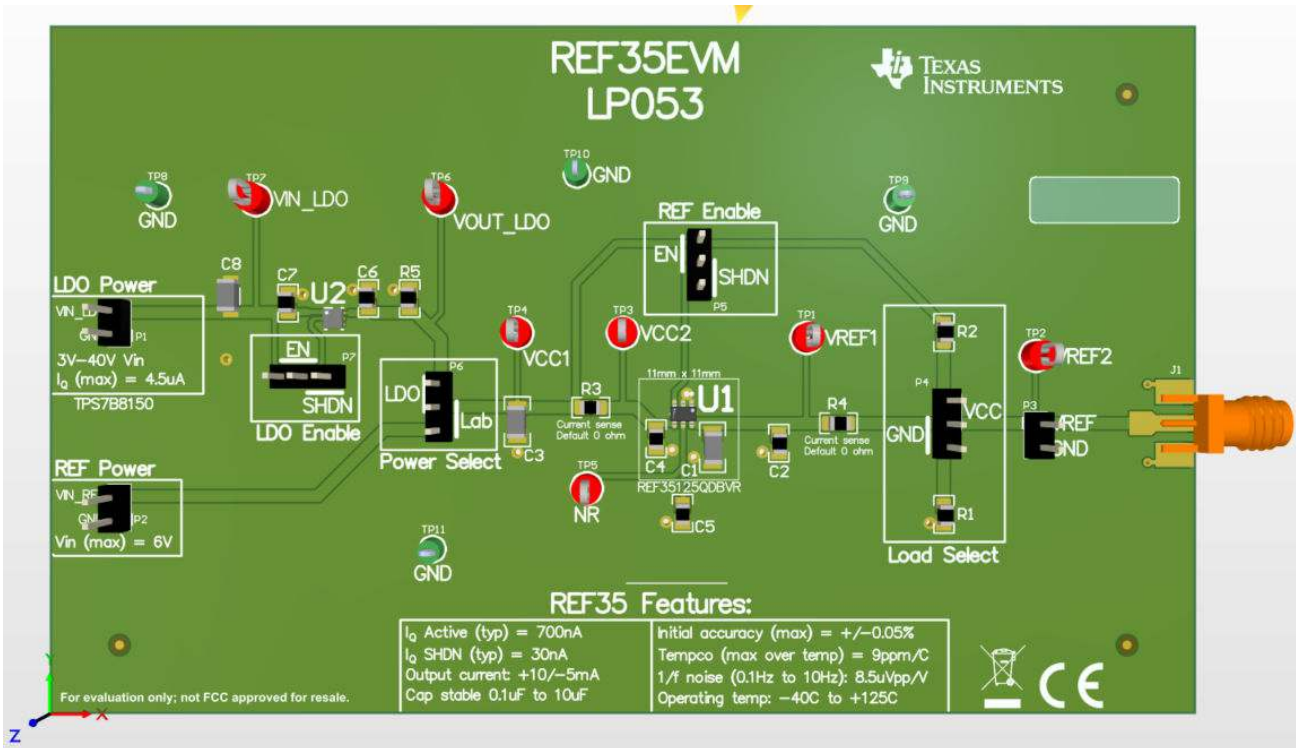 REF35EVM
LP053
TEXAS
INSTRUMENTS
TP8
GND
TP7
VIN_LDO
TP6
VOUT_LDO
TP10
GND
TP9
GND
REF Enable
EN
SHDN
P5
LDO Power
P1
3V-40V Vin
IQ (max) = 4.5uA
TPS7B8150
C8
C7
U2
C6
R5
EN
P7
SHDN
LDO Enable
P6
LDO
Lab
Power Select
REF Power
P2
Vin (max) = 6V
TP4
VCC1
C3
R3
Current sense
Default 0 ohm
TP3
VCC2
11mm x 11mm
U1
C4
C1
REF35125QDBVR
TP5
NR
C5
C2
TP1
VREF1
R4
Current sense
Default 0 ohm
R2
P4
VCC
GND
R1
Load Select
TP2
VREF2
P3
VREF
GND
J1
TP11
GND
REF35 Features:
IQ Active (typ) = 700nA
IQ SHDN (typ) = 30nA
Output current: +10/-5mA
Cap stable 0.1uF to 10uF
Initial accuracy (max) = +/-0.05%
Tempco (max over temp) = 9ppm/C
1/f noise (0.1Hz to 10Hz): 8.5uVpp/V
Operating temp: -40C to +125C
CE
For evaluation only; not FCC approved for resale.
Y
X
Z